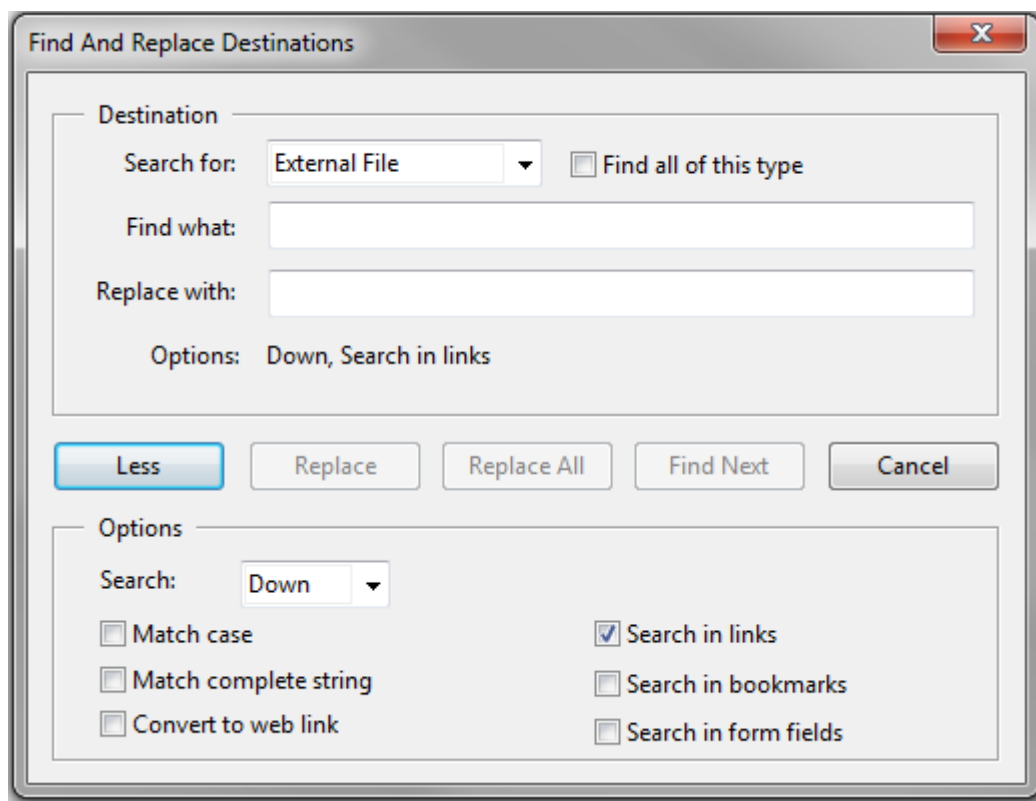 Find And Replace Destinations
Destination
Search for: External File Find all of this type
Find what:
Replace with:
Options: Down, Search in links
Less Replace Replace All Find Next Cancel
Options
Search: Down
Match case Search in links
Match complete string Search in bookmarks
Convert to web link Search in form fields